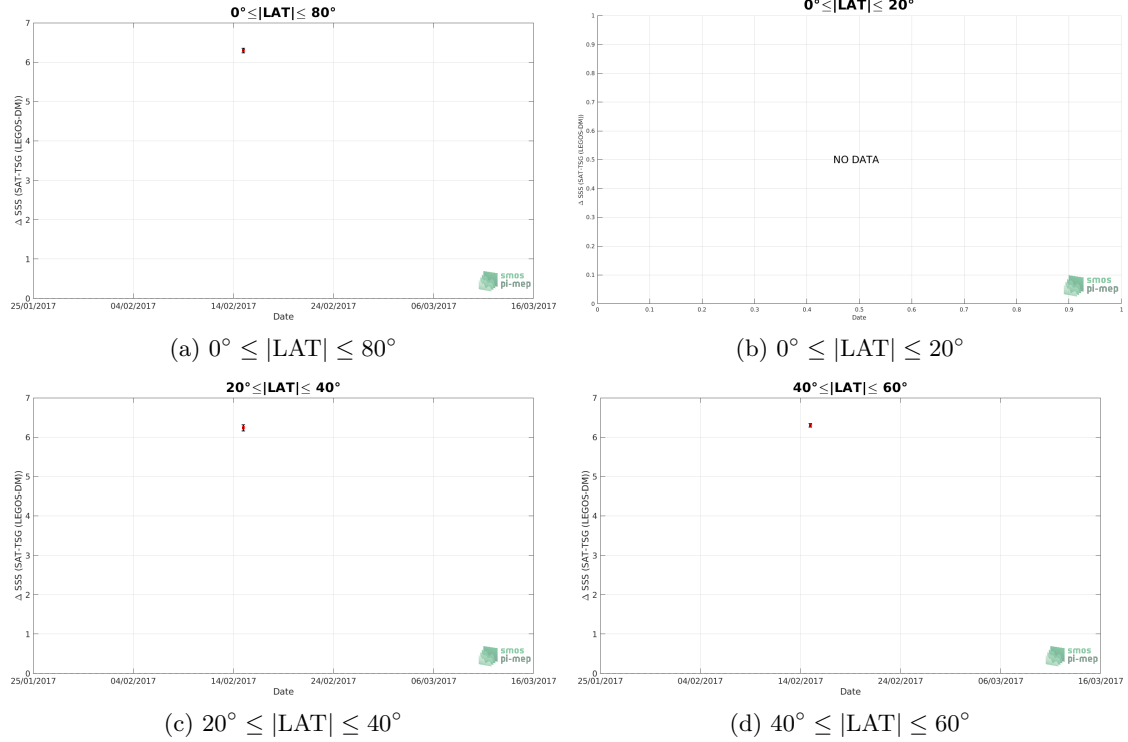 0°≤|LAT|≤ 80°
7
6
5
4
3
2
1
0
Δ SSS (SAT-TSG (LEGOS-DM))
25/01/2017 04/02/2017 14/02/2017 24/02/2017 06/03/2017 16/03/2017
Date
smos
pi-mep
(a) 0° ≤ |LAT| ≤ 80°
0°≤|LAT|≤ 20°
1
0.9
0.8
0.7
0.6
0.5
0.4
0.3
0.2
0.1
0
Δ SSS (SAT-TSG (LEGOS-DM))
NO DATA
0 0.1 0.2 0.3 0.4 0.5 0.6 0.7 0.8 0.9 1
Date
smos
pi-mep
(b) 0° ≤ |LAT| ≤ 20°
20°≤|LAT|≤ 40°
7
6
5
4
3
2
1
0
Δ SSS (SAT-TSG (LEGOS-DM))
25/01/2017 04/02/2017 14/02/2017 24/02/2017 06/03/2017 16/03/2017
Date
smos
pi-mep
(c) 20° ≤ |LAT| ≤ 40°
40°≤|LAT|≤ 60°
7
6
5
4
3
2
1
0
Δ SSS (SAT-TSG (LEGOS-DM))
25/01/2017 04/02/2017 14/02/2017 24/02/2017 06/03/2017 16/03/2017
Date
smos
pi-mep
(d) 40° ≤ |LAT| ≤ 60°